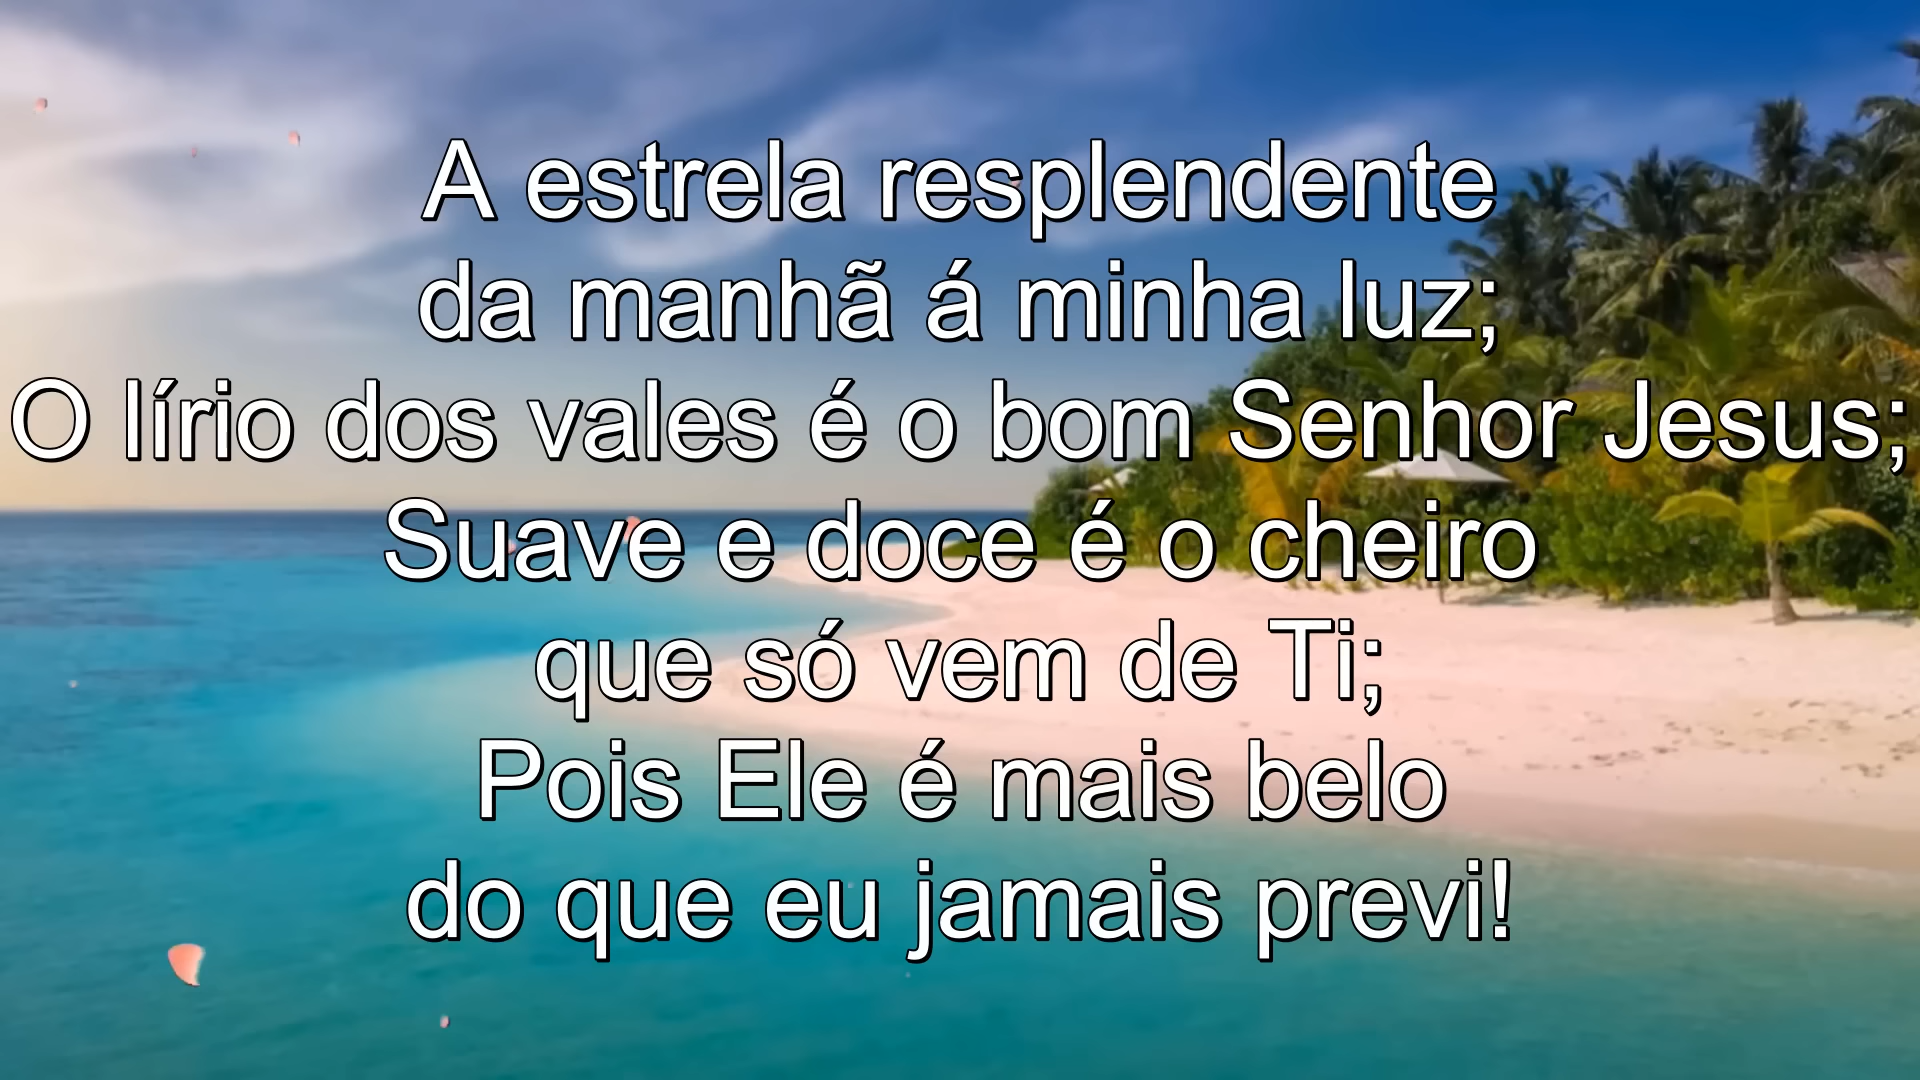 A estrela resplendente
da manhã á minha luz;
O lírio dos vales é o bom Senhor Jesus;
Suave e doce é o cheiro
que só vem de Ti;
Pois Ele é mais belo
do que eu jamais previ!